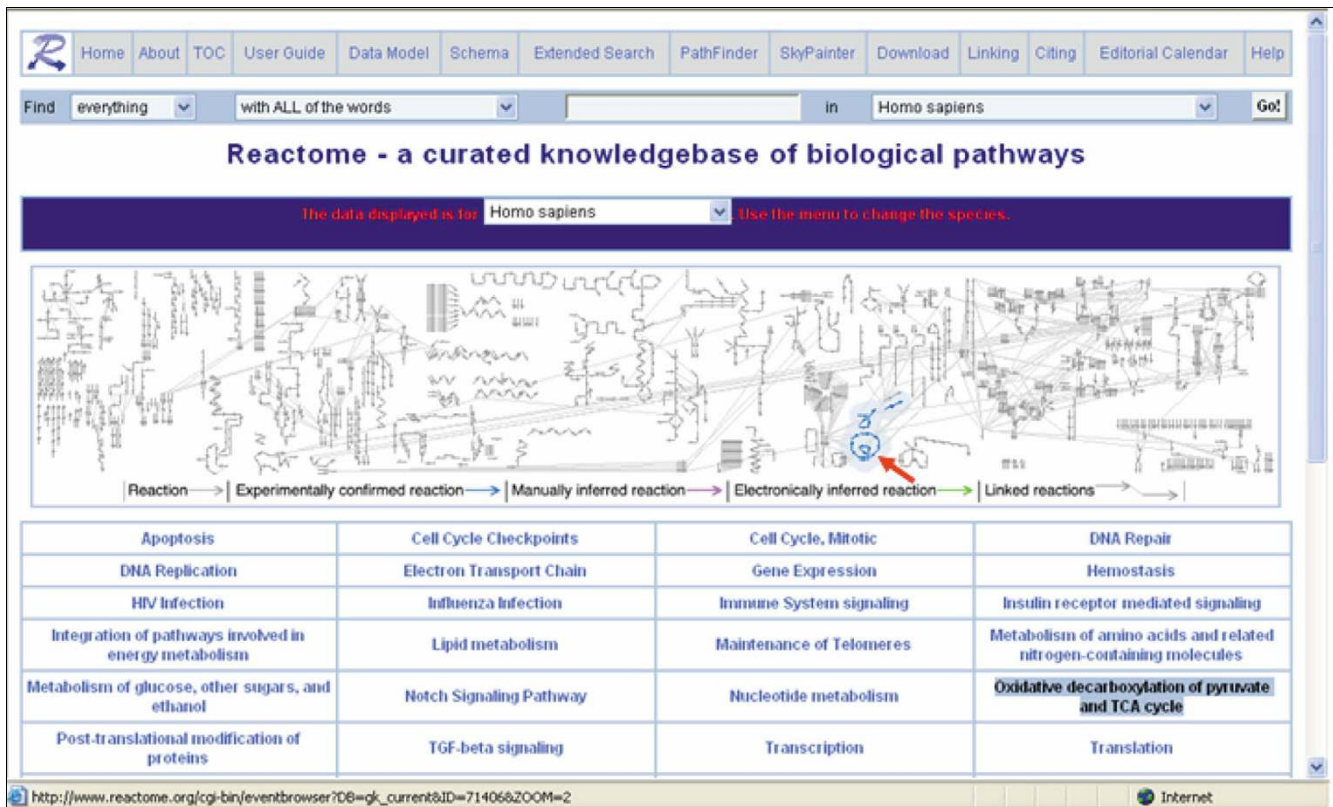 R Home About TOC User Guide Data Model Schema Extended Search PathFinder SkyPainter Download Linking Citing Editorial Calendar Help
Find everything with ALL of the words in Homo sapiens Go!
Reactome - a curated knowledgebase of biological pathways
The data displayed is for Homo sapiens . Use the menu to change the species.
Reaction Experimentally confirmed reaction Manually inferred reaction Electronically inferred reaction Linked reactions
Apoptosis Cell Cycle Checkpoints Cell Cycle, Mitotic DNA Repair
DNA Replication Electron Transport Chain Gene Expression Hemostasis
HIV Infection Influenza Infection Immune System signaling Insulin receptor mediated signaling
Integration of pathways involved in
energy metabolism
Lipid metabolism Maintenance of Telomeres
Metabolism of amino acids and related
nitrogen-containing molecules
Metabolism of glucose, other sugars, and
ethanol
Notch Signaling Pathway Nucleotide metabolism
Oxidative decarboxylation of pyruvate
and TCA cycle
Post-translational modification of
proteins
TGF-beta signaling Transcription Translation
http://www.reactome.org/cgi-bin/eventbrowser?DB=gk_current&ID=71406&ZOOM=2 Internet